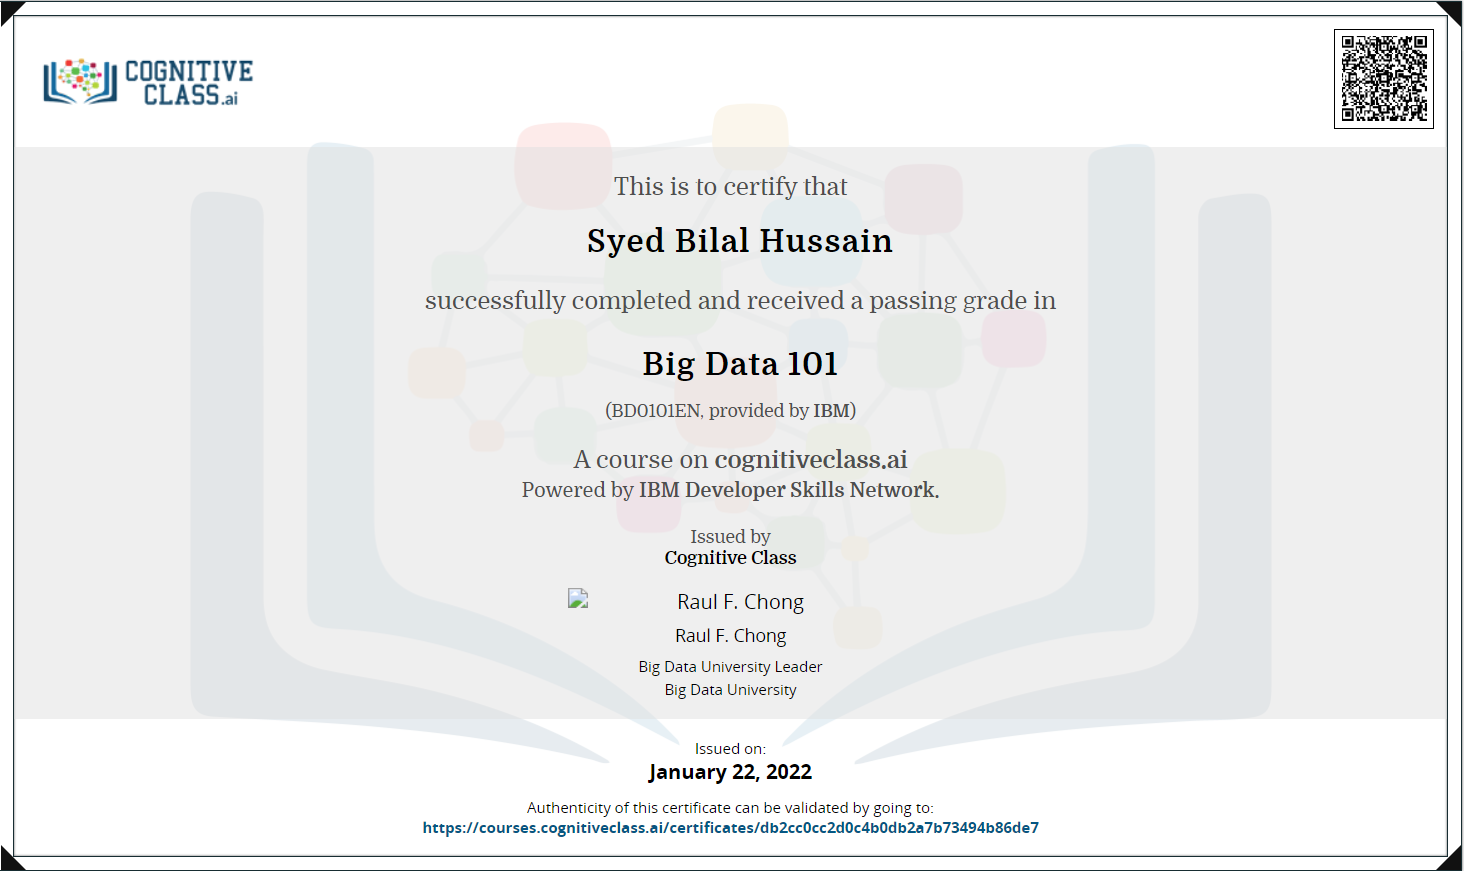 COGNITIVE
CLASS.ai
This is to certify that
Syed Bilal Hussain
successfully completed and received a passing grade in
Big Data 101
(BD0101EN, provided by IBM)
A course on cognitiveclass.ai
Powered by IBM Developer Skills Network.
Issued by
Cognitive Class
Raul F. Chong
Raul F. Chong
Big Data University Leader
Big Data University
Issued on:
January 22, 2022
Authenticity of this certificate can be validated by going to:
https://courses.cognitiveclass.ai/certificates/db2cc0cc2d0c4b0db2a7b73494b86de7